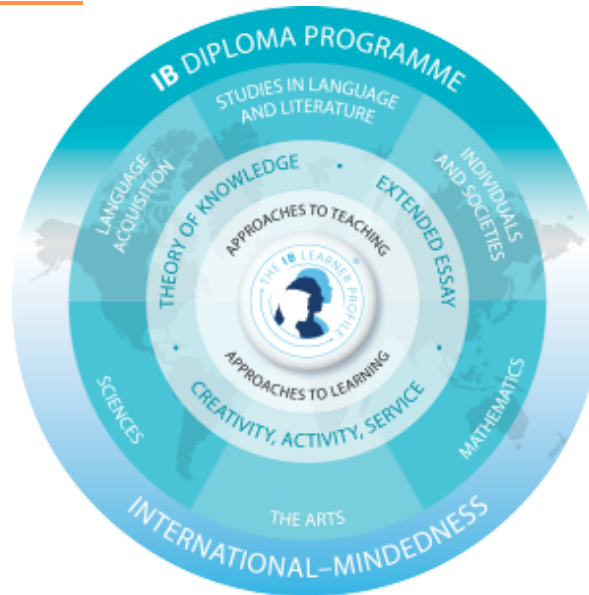 IB DIPLOMA PROGRAMME
STUDIES IN LANGUAGE
AND LITERATURE
LANGUAGE
ACQUISITION
INDIVIDUALS
AND SOCIETIES
THEORY OF KNOWLEDGE
•
EXTENDED ESSAY
APPROACHES TO TEACHING
THE IB LEARNER PROFILE
®
APPROACHES TO LEARNING
•
CREATIVITY, ACTIVITY, SERVICE
•
SCIENCES
MATHEMATICS
THE ARTS
INTERNATIONAL–MINDEDNESS